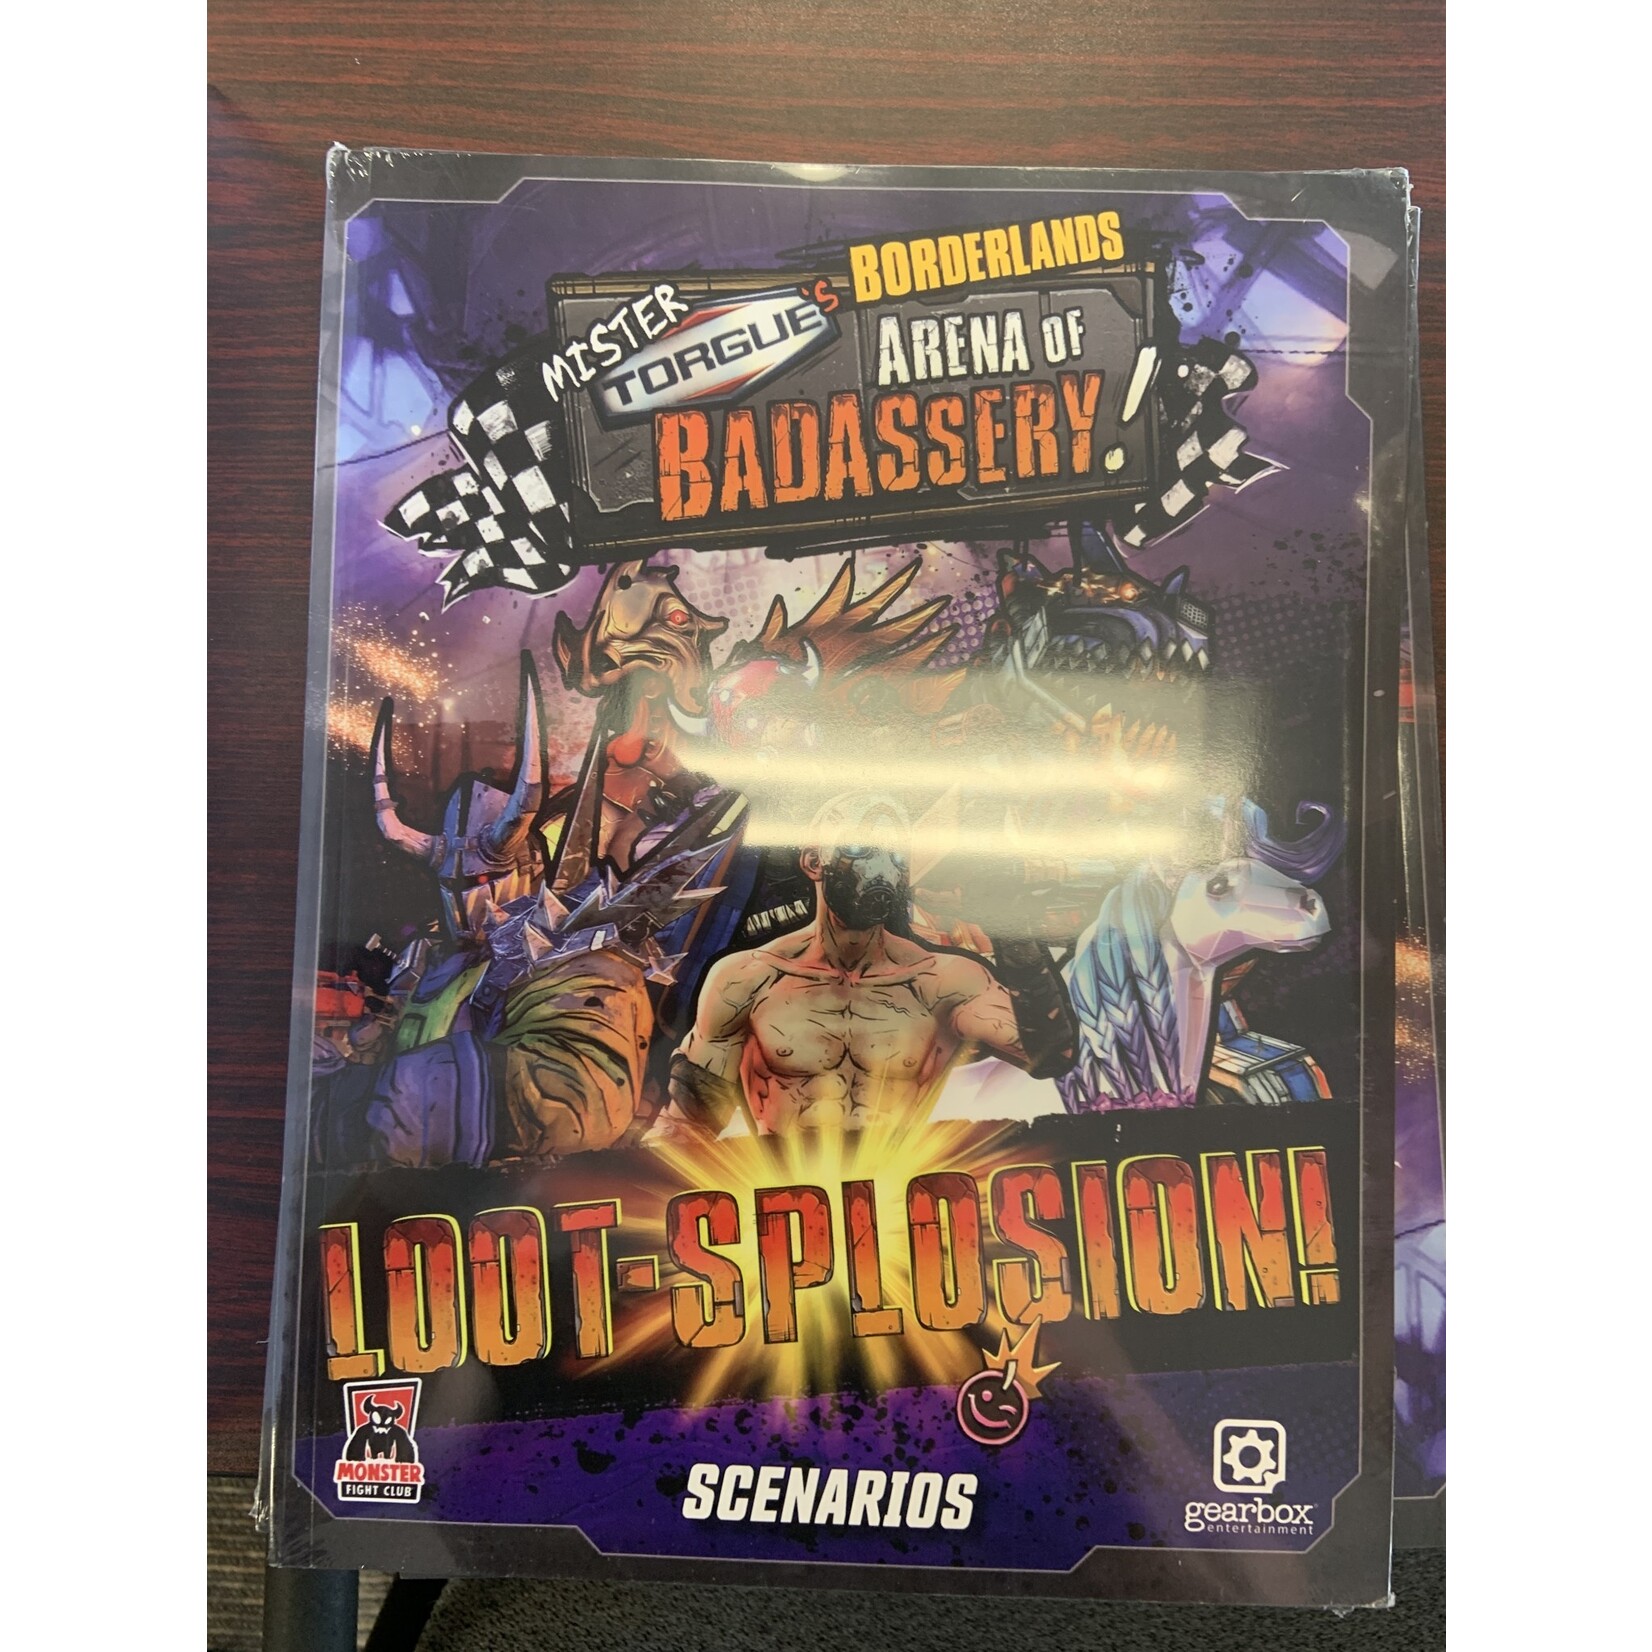 BORDERLANDS
MISTER TORGUE'S
ARENA OF
BADASSERY!
LOOT-SPLOSION!
MONSTER
FIGHT CLUB
SCENARIOS
gearbox
entertainment